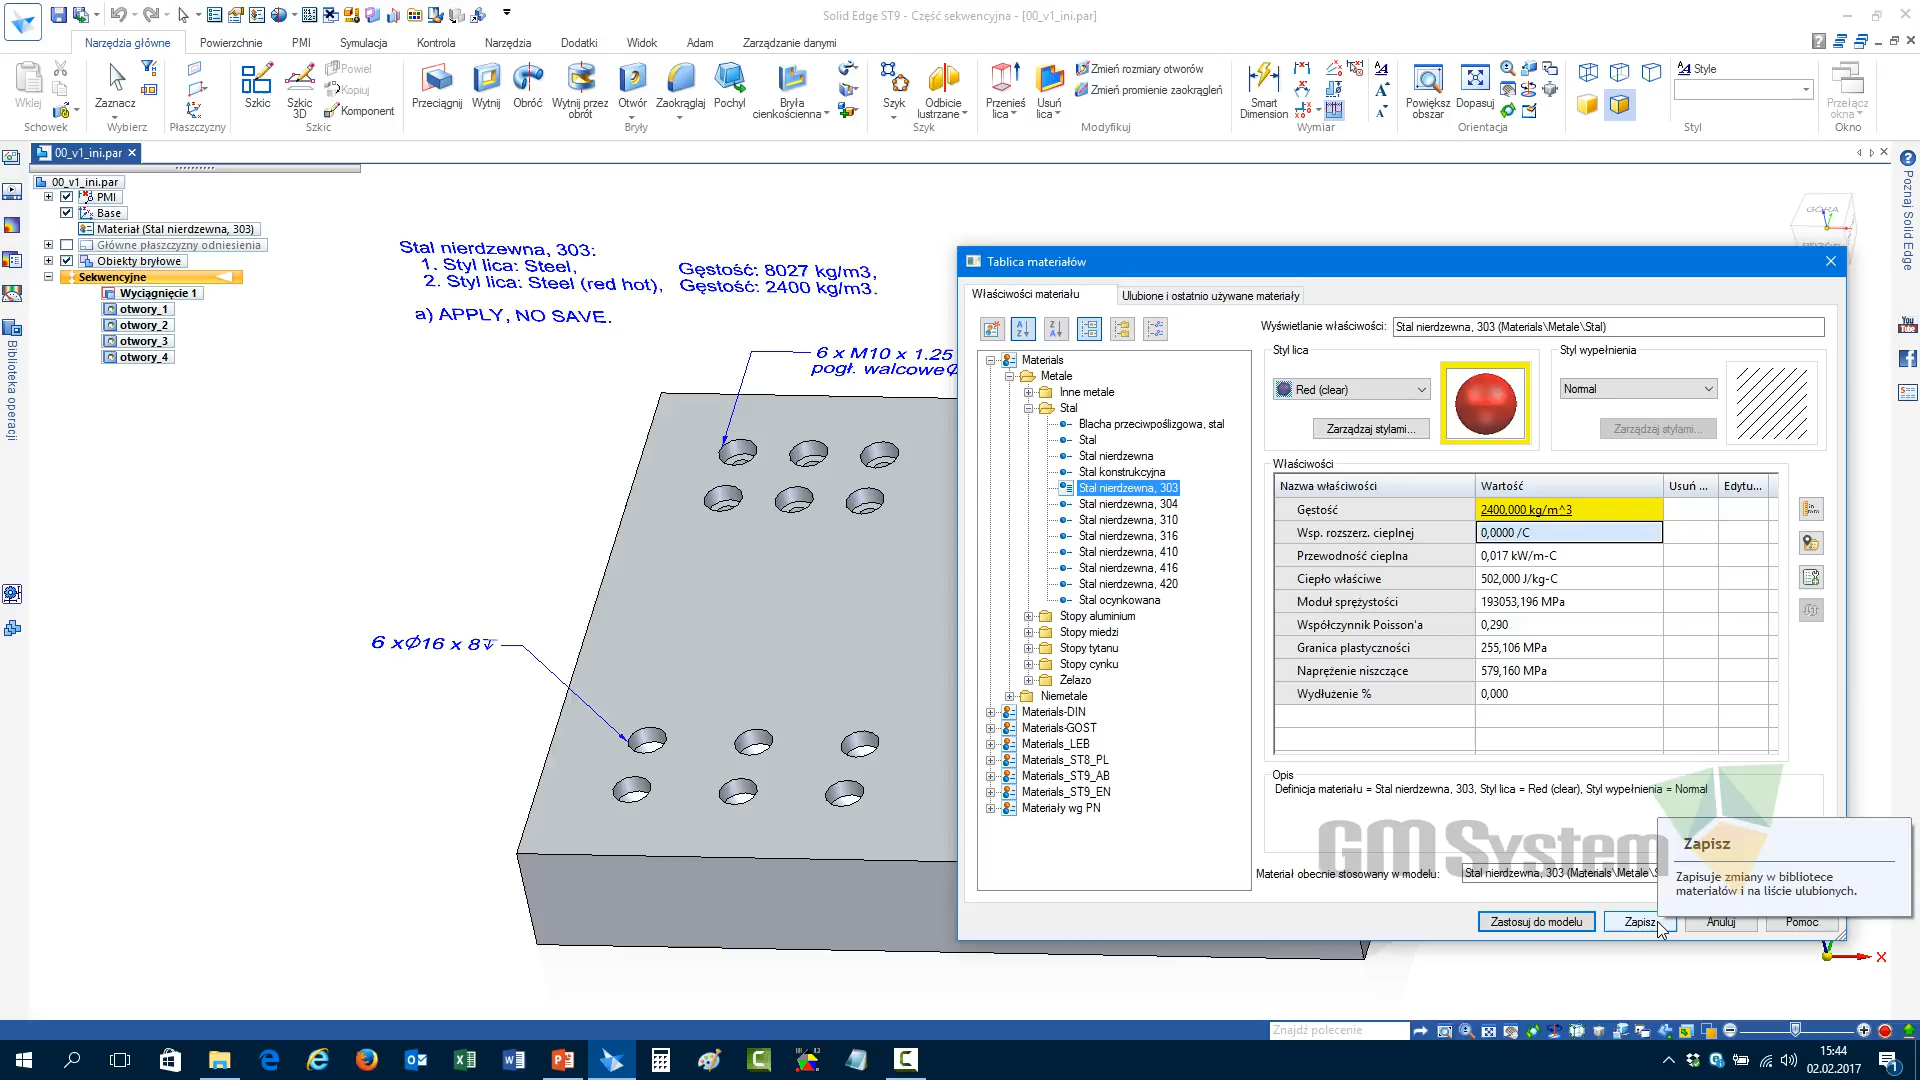 Solid Edge ST9 - Część sekwencyjna - [00_v1_ini.par]
Narzędzia główne
Powierzchnie
PMI
Symulacja
Kontrola
Narzędzia
Dodatki
Widok
Adam
Zarządzanie danymi
Wklej
Schowek
Zaznacz
Wybierz
Płaszczyzny
Szkic
Szkic 3D
Powiel
Kopiuj
Komponent
Szkic
Przeciągnij
Wytnij
Obróć
Wytnij przez obrót
Otwór
Zaokrąglaj
Pochyl
Bryła cienkościenna
Bryły
Szyk
Odbicie lustrzane
Szyk
Przenieś lica
Usuń lica
Zmień rozmiary otworów
Zmień promienie zaokrągleń
Modyfikuj
Smart Dimension
Wymiar
Powiększ obszar
Dopasuj
Orientacja
Style
Styl
Przełącz okna
Okno
00_v1_ini.par
00_v1_ini.par
PMI
Base
Materiał (Stal nierdzewna, 303)
Główne płaszczyzny odniesienia
Obiekty bryłowe
Sekwencyjne
Wyciągnięcie 1
otwory_1
otwory_2
otwory_3
otwory_4
Biblioteka operacji
Poznaj Solid Edge
You Tube
GÓRA
Stal nierdzewna, 303:
1. Styl lica: Steel, Gęstość: 8027 kg/m3,
2. Styl lica: Steel (red hot), Gęstość: 2400 kg/m3.
a) APPLY, NO SAVE.
6 x M10 x 1.25
pogł. walcoweØ
6 xØ16 x 8
Tablica materiałów
Właściwości materiału
Ulubione i ostatnio używane materiały
Wyświetlanie właściwości:
Stal nierdzewna, 303 (Materials\Metale\Stal)
Materials
Metale
Inne metale
Stal
Blacha przeciwpoślizgowa, stal
Stal
Stal nierdzewna
Stal konstrukcyjna
Stal nierdzewna, 303
Stal nierdzewna, 304
Stal nierdzewna, 310
Stal nierdzewna, 316
Stal nierdzewna, 410
Stal nierdzewna, 416
Stal nierdzewna, 420
Stal ocynkowana
Stopy aluminium
Stopy miedzi
Stopy tytanu
Stopy cynku
Żelazo
Niemetale
Materials-DIN
Materials-GOST
Materials_LEB
Materials_ST8_PL
Materials_ST9_AB
Materials_ST9_EN
Materiały wg PN
Styl lica
Red (clear)
Zarządzaj stylami...
Styl wypełnienia
Normal
Zarządzaj stylami...
Właściwości
Nazwa właściwości Wartość Usuń ... Edytu...
Gęstość 2400,000 kg/m^3
Wsp. rozszerz. cieplnej 0,0000 /C
Przewodność cieplna 0,017 kW/m-C
Ciepło właściwe 502,000 J/kg-C
Moduł sprężystości 193053,196 MPa
Współczynnik Poisson'a 0,290
Granica plastyczności 255,106 MPa
Naprężenie niszczące 579,160 MPa
Wydłużenie % 0,000
Opis
Definicja materiału = Stal nierdzewna, 303, Styl lica = Red (clear), Styl wypełnienia = Normal
GM System
Materiał obecnie stosowany w modelu:
Stal nierdzewna, 303 (Materials\Metale\S
Zapisz
Zapisuje zmiany w bibliotece
materiałów i na liście ulubionych.
Zastosuj do modelu
Zapisz
Anuluj
Pomoc
X
Znajdź polecenie
15:44
02.02.2017